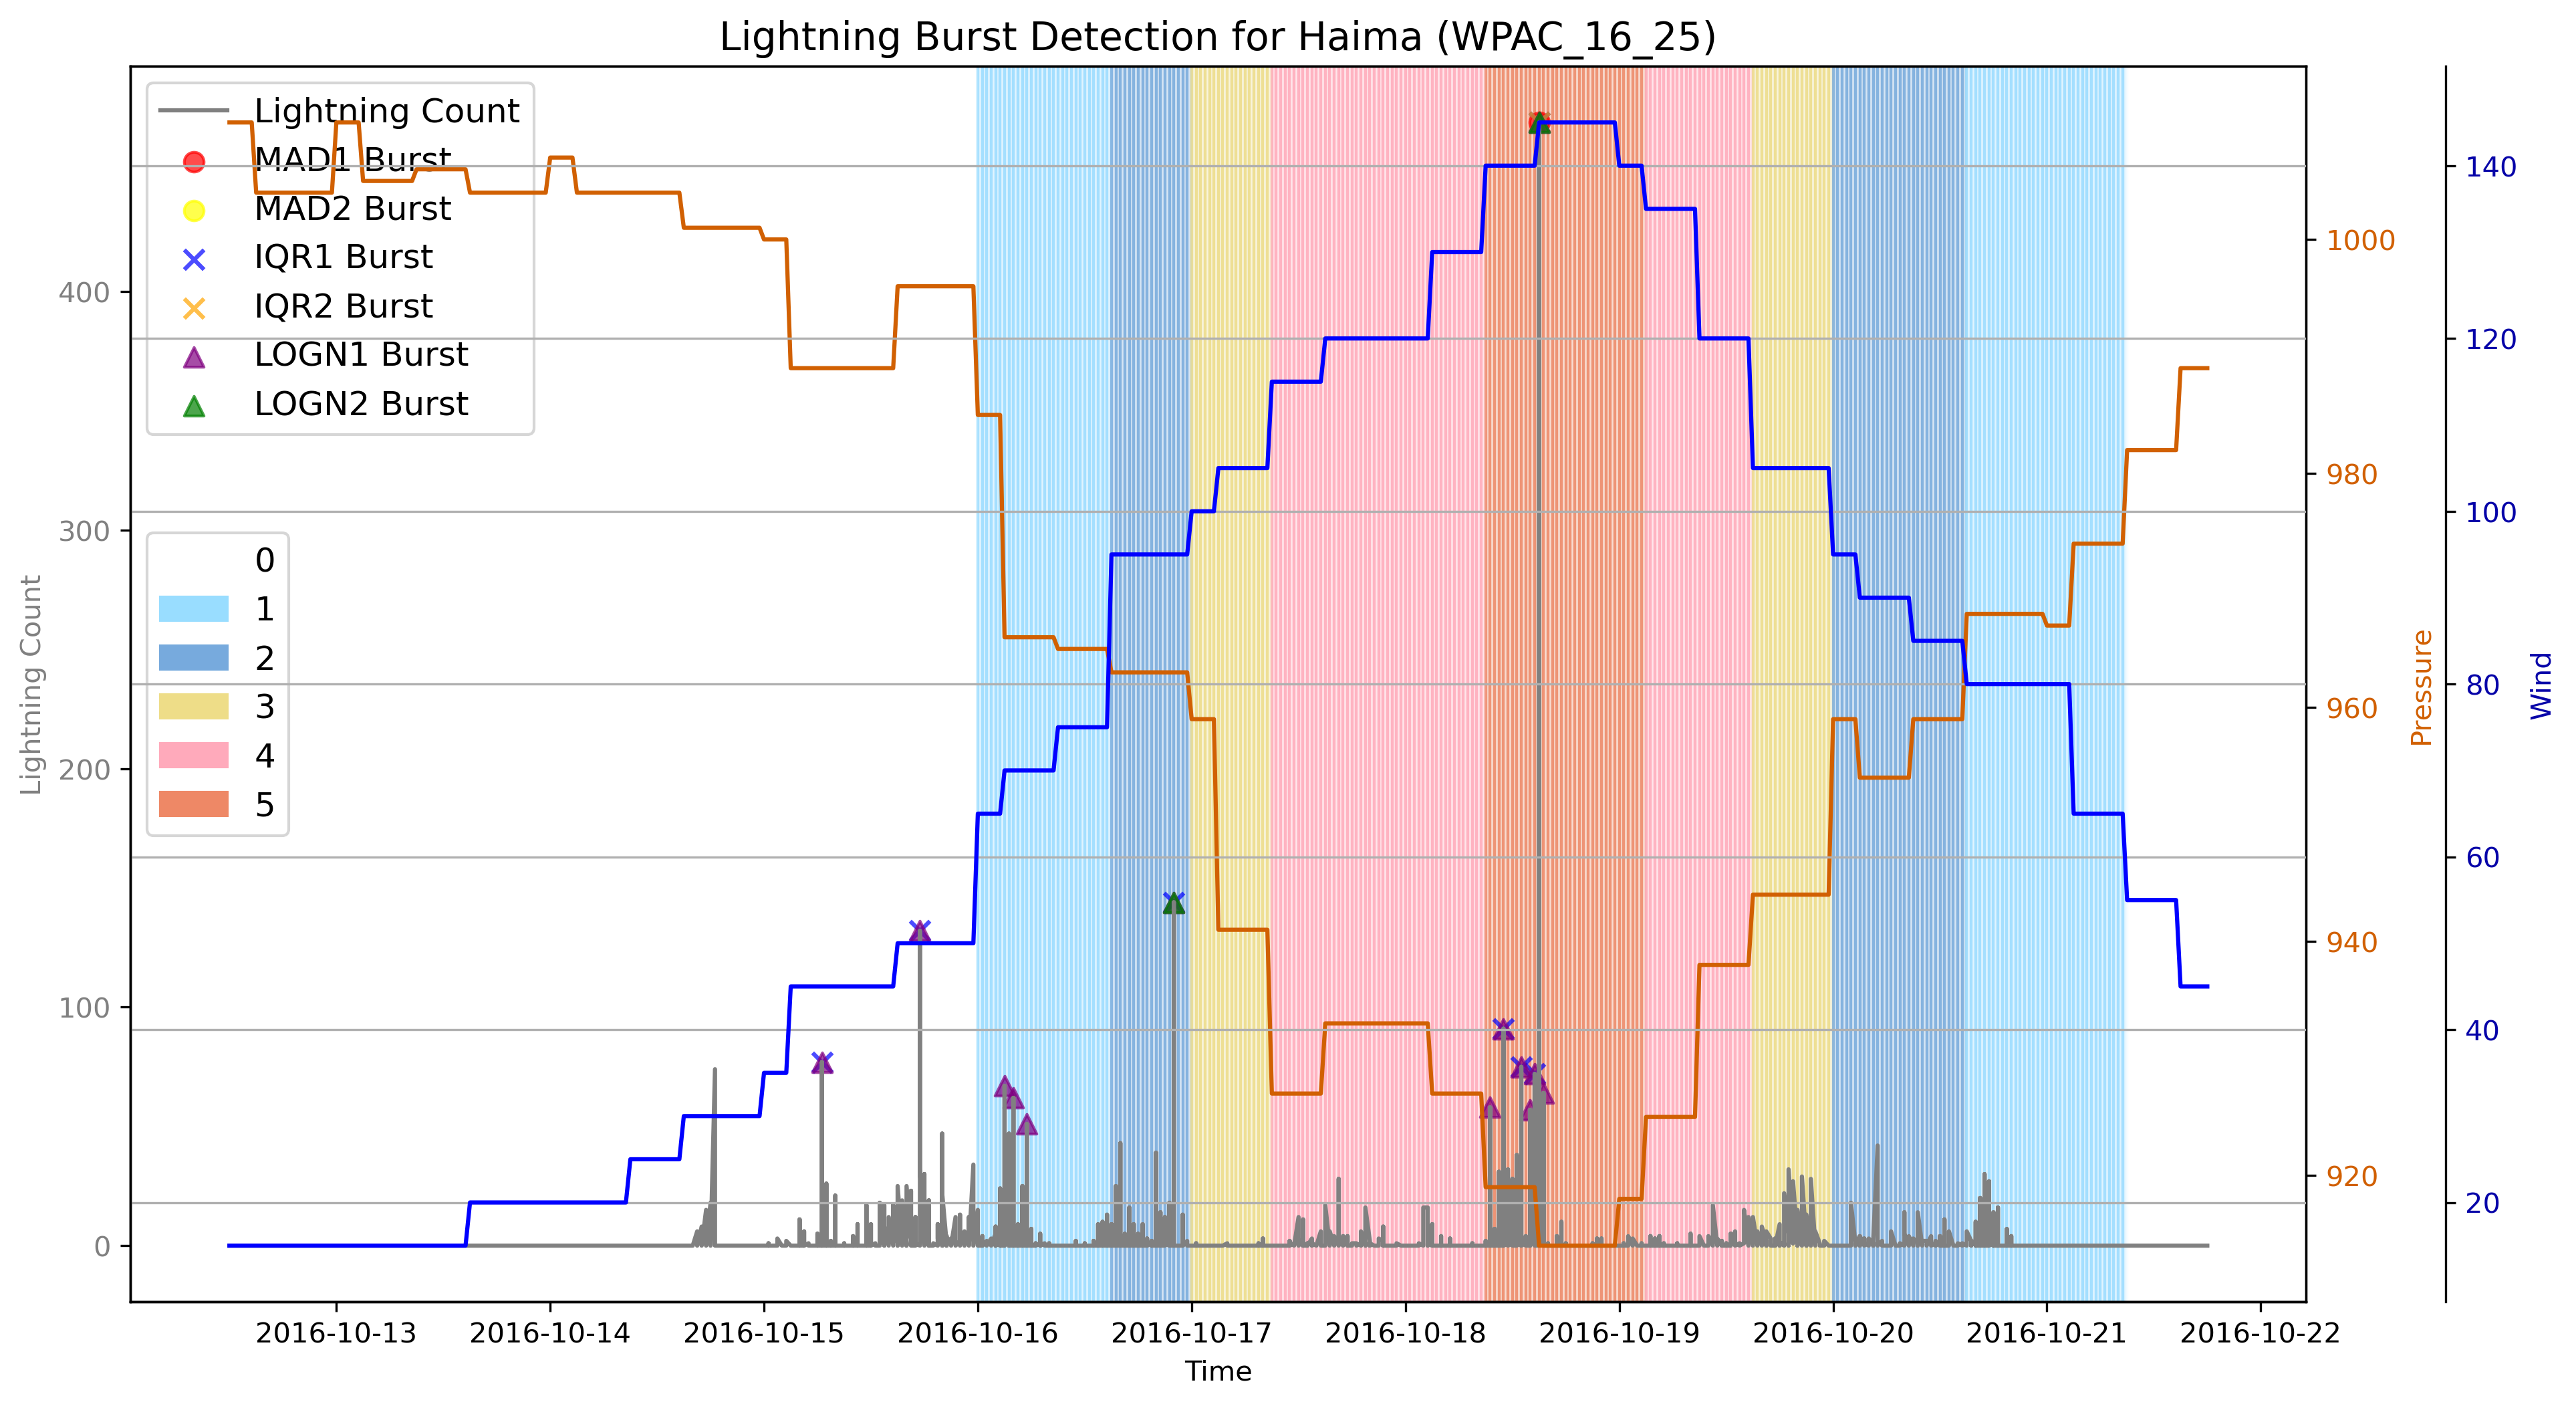 Lightning Burst Detection for Haima (WPAC_16_25)
Lightning Count
MAD1 Burst
MAD2 Burst
IQR1 Burst
IQR2 Burst
LOGN1 Burst
LOGN2 Burst
0
1
2
3
4
5
Lightning Count
400
300
200
100
0
1000
980
960
940
920
Pressure
140
120
100
80
60
40
20
Wind
2016-10-13
2016-10-14
2016-10-15
2016-10-16
2016-10-17
2016-10-18
2016-10-19
2016-10-20
2016-10-21
2016-10-22
Time